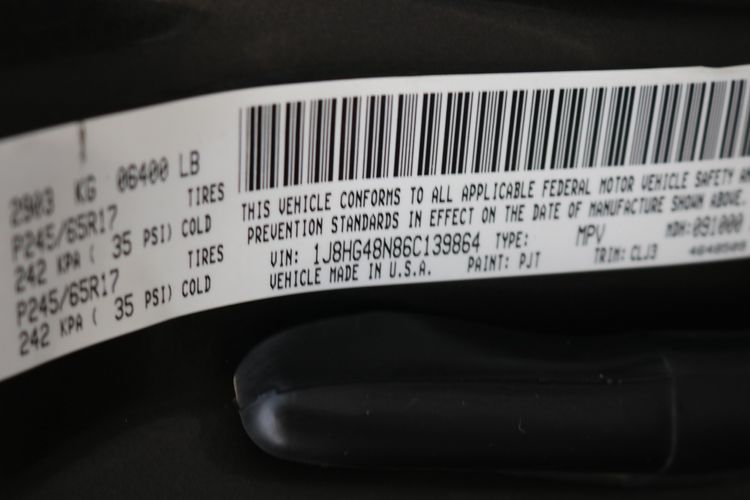 2903 KG 06400 LB
P245/65R17 TIRES
242 KPA ( 35 PSI) COLD
P245/65R17 TIRES
242 KPA ( 35 PSI) COLD
THIS VEHICLE CONFORMS TO ALL APPLICABLE FEDERAL MOTOR VEHICLE SAFETY
PREVENTION STANDARDS IN EFFECT ON THE DATE OF MANUFACTURE SHOWN ABOVE.
VIN: 1J8HG48N86C139864 TYPE: MPV MDH: 091000
VEHICLE MADE IN U.S.A. PAINT: PJT TRIM: CLJ3